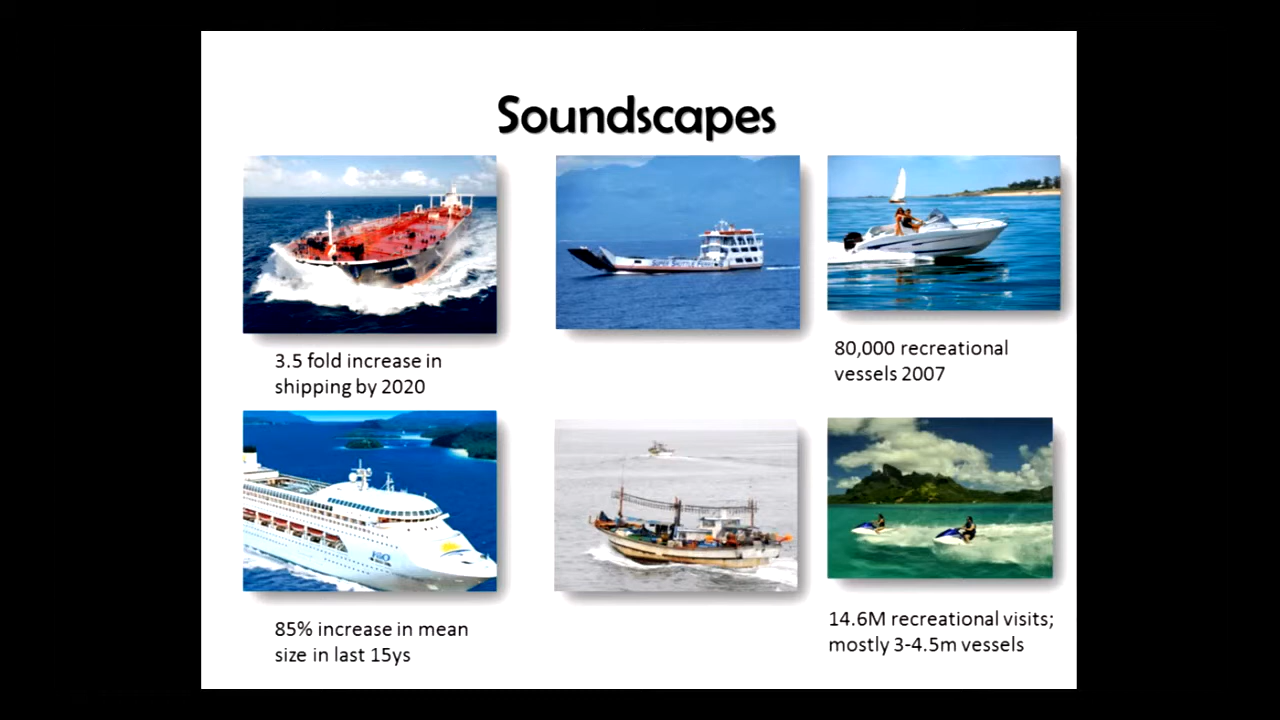 Soundscapes
3.5 fold increase in
shipping by 2020
80,000 recreational
vessels 2007
85% increase in mean
size in last 15ys
14.6M recreational visits;
mostly 3-4.5m vessels